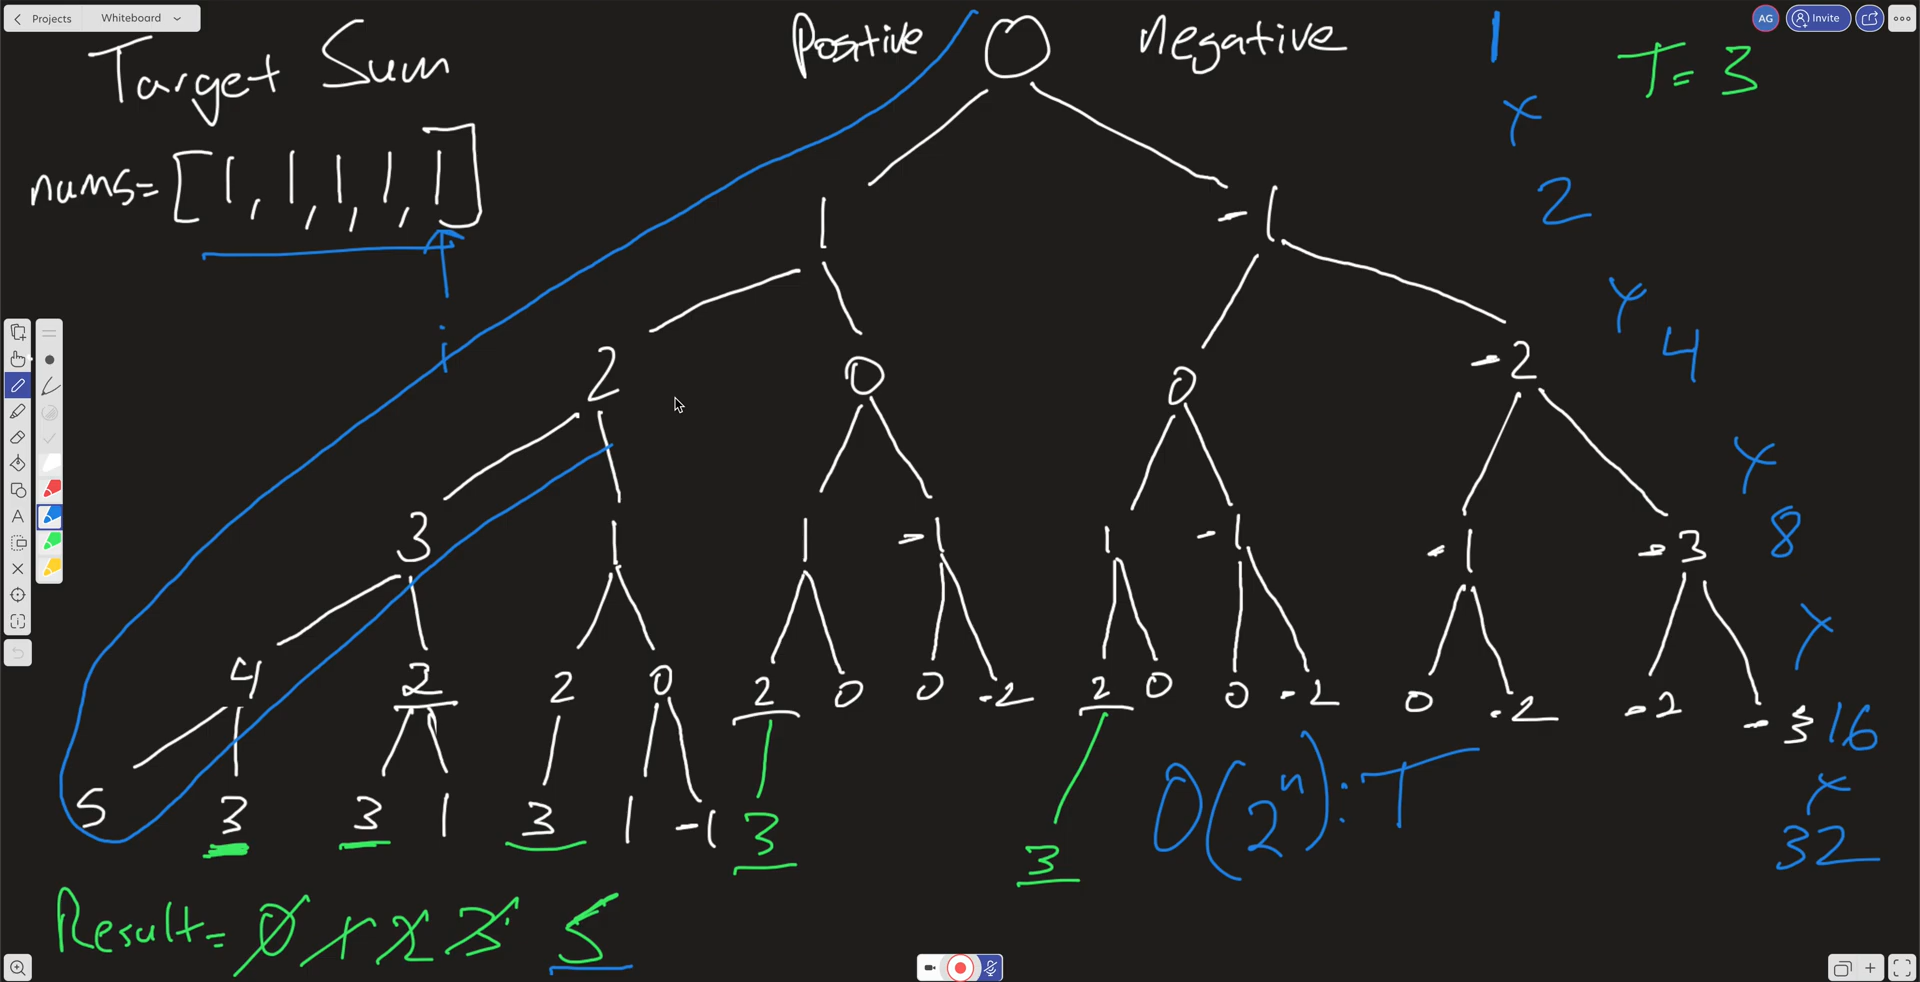 Projects Whiteboard
AG Invite
Target Sum
Positive 0 Negative
1
T= 3
x
2
nums= [1, 1, 1, 1, 1]
i
1 -1
x
4
2 0 0 -2
x
8
3 1 1 -1 1 -1 -1 -3
x
16
4 2 2 0 2 0 0 -2 2 0 0 -2 0 -2 -2 -3
x
32
5 3 3 1 3 1 -1 3 3
O(2^n): T
Result= 0 1 2 3 5
A